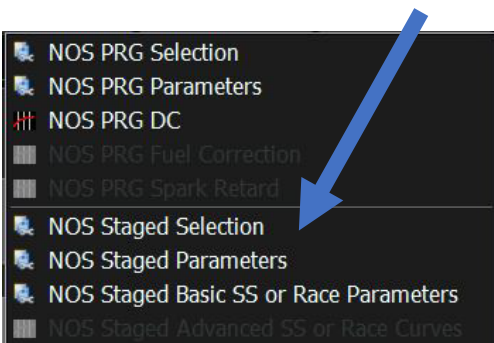 NOS PRG Selection
NOS PRG Parameters
NOS PRG DC
NOS PRG Fuel Correction
NOS PRG Spark Retard
NOS Staged Selection
NOS Staged Parameters
NOS Staged Basic SS or Race Parameters
NOS Staged Advanced SS or Race Curves